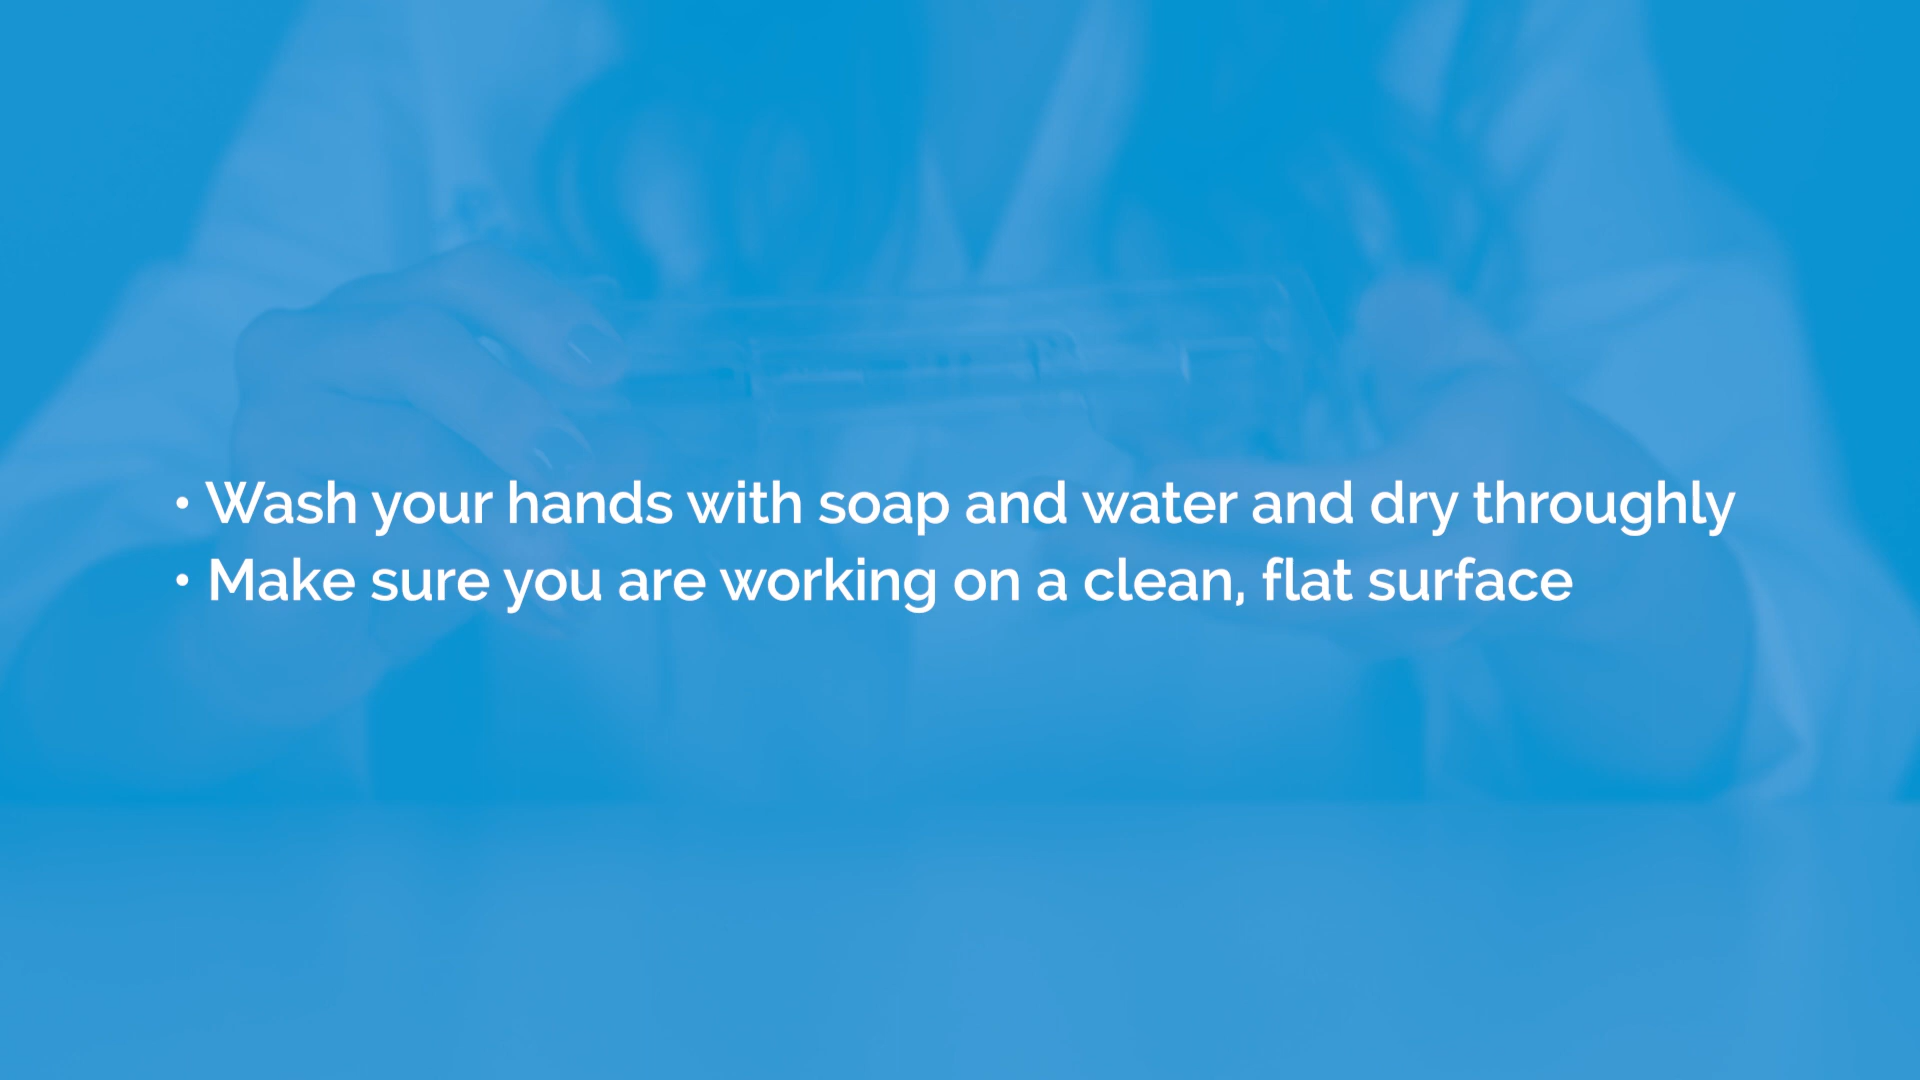 • Wash your hands with soap and water and dry throughly
• Make sure you are working on a clean, flat surface